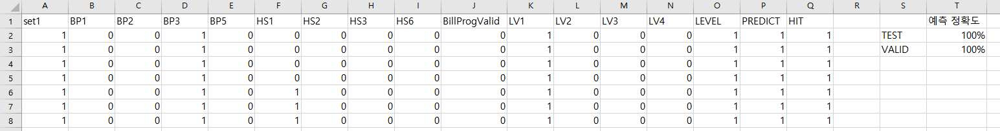 A B C D E F G H I J K L M N O P Q R S T
1 set1 BP1 BP2 BP3 BP5 HS1 HS2 HS3 HS6 BillProgValid LV1 LV2 LV3 LV4 LEVEL PREDICT HIT 예측 정확도
2 1 0 0 1 0 0 0 0 0 0 1 0 0 0 1 1 1 TEST 100%
3 1 0 0 1 0 0 0 0 0 0 1 0 0 0 1 1 1 VALID 100%
4 1 0 0 1 0 0 0 0 0 0 1 0 0 0 1 1 1
5 1 0 0 1 0 0 0 0 0 0 1 0 0 0 1 1 1
6 1 0 0 1 0 1 0 0 0 0 1 0 0 0 1 1 1
7 1 0 0 1 0 1 0 0 0 0 1 0 0 0 1 1 1
8 1 0 0 1 0 1 0 0 0 0 1 0 0 0 1 1 1